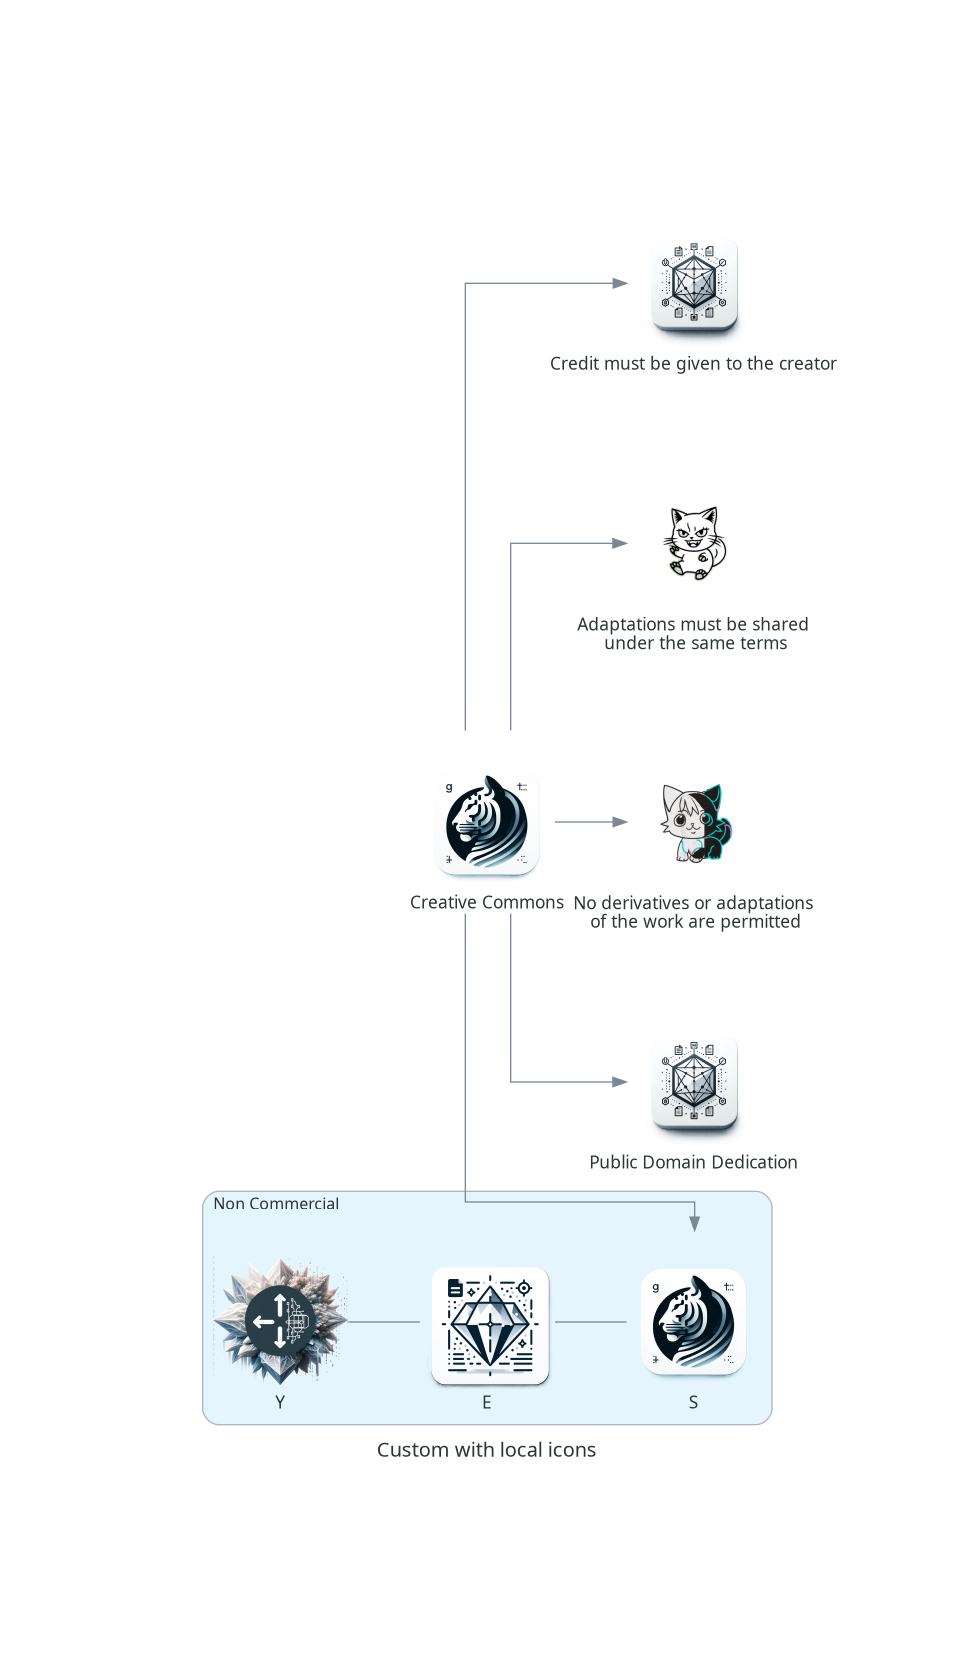 Credit must be given to the creator
Adaptations must be shared
under the same terms
g
Creative Commons
No derivatives or adaptations
of the work are permitted
Public Domain Dedication
Non Commercial
g
Y
E
S
Custom with local icons